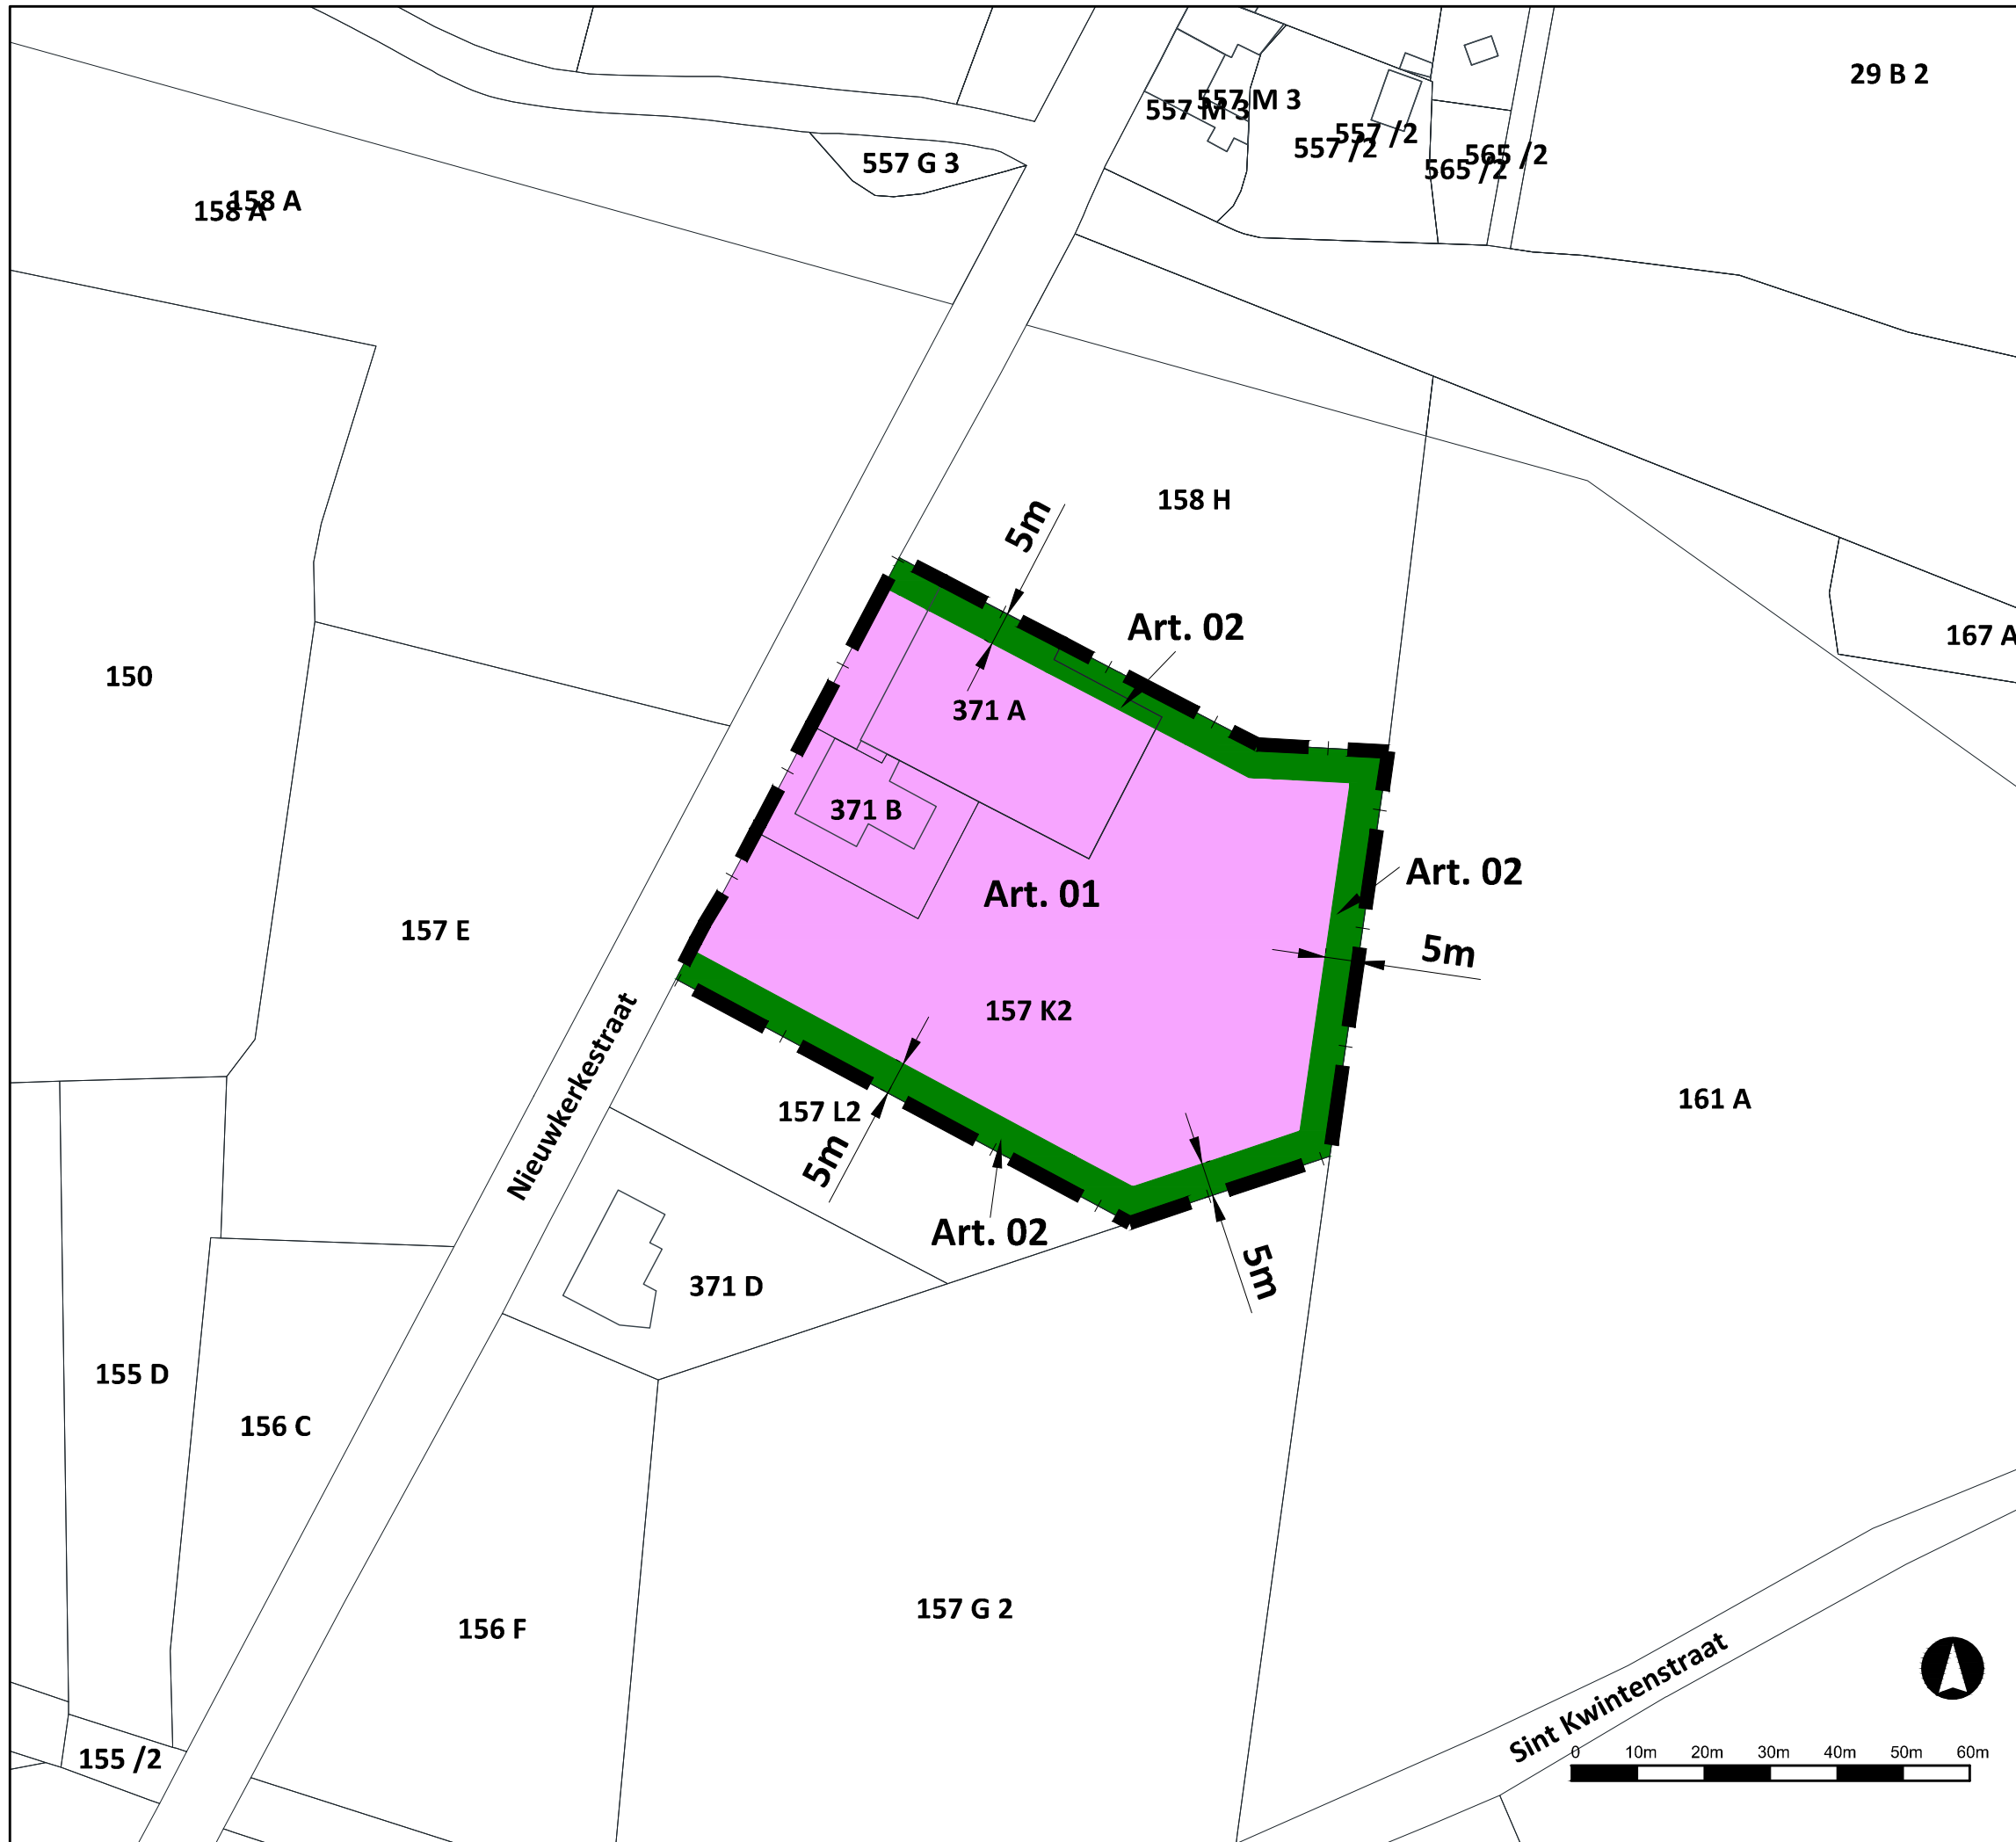 29 B 2
557 M 3
557 M 3
557 /2
557 /2
565 /2
565 /2
557 G 3
158 A
158 A
158 H
5m
Art. 02
167 A
150
371 A
371 B
Art. 01
Art. 02
5m
157 E
157 K2
Nieuwkerkestraat
157 L2
5m
161 A
Art. 02
5m
371 D
155 D
156 C
156 F
157 G 2
Sint Kwintenstraat
155 /2
0 10m 20m 30m 40m 50m 60m